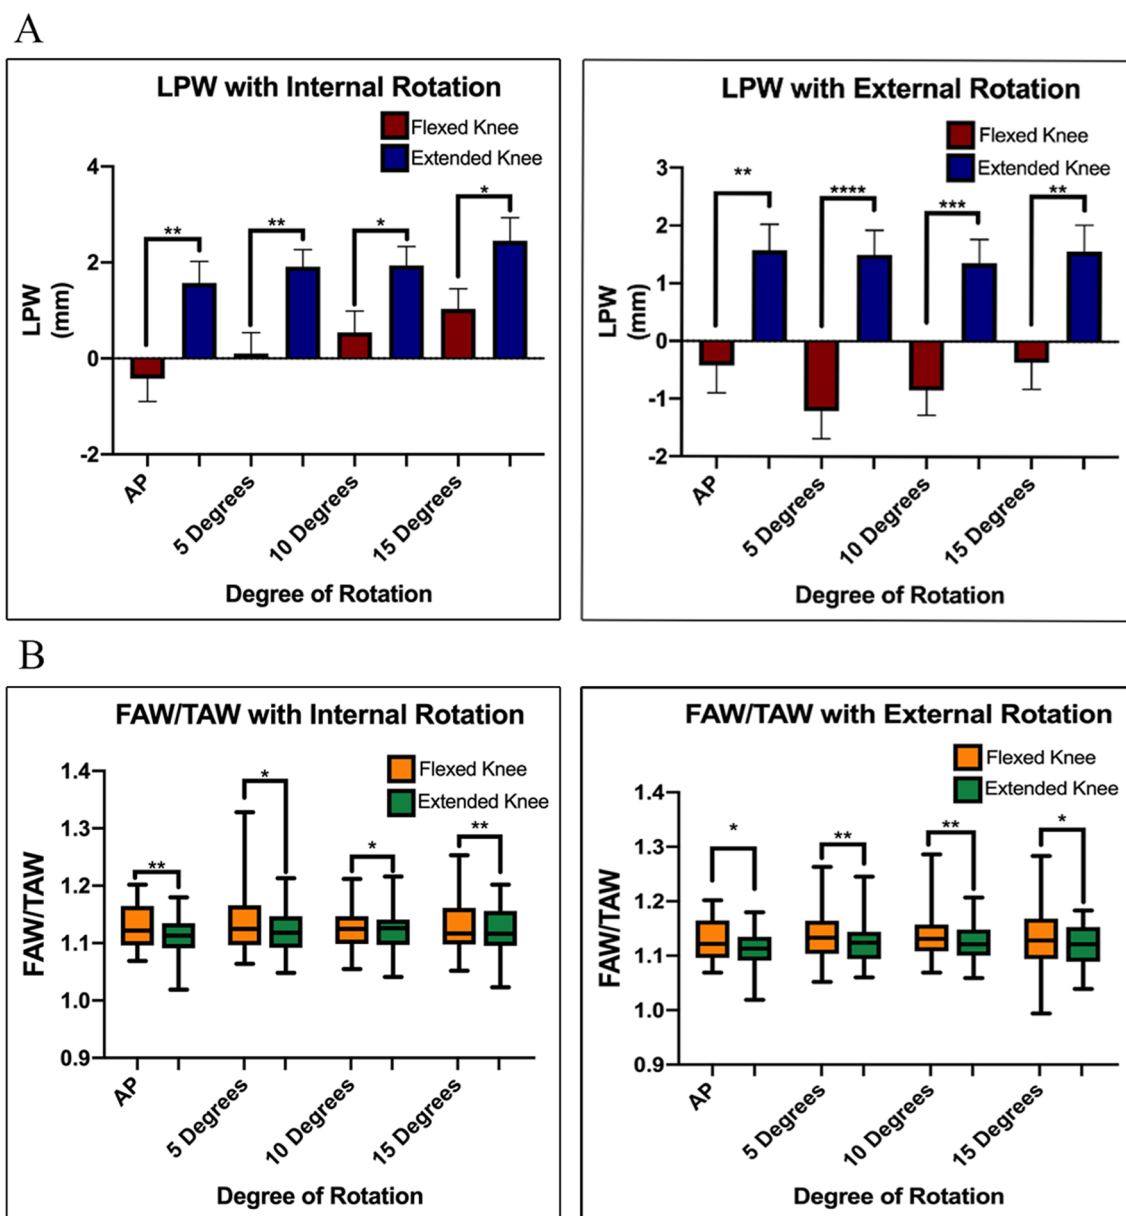 A
LPW with Internal Rotation
Flexed Knee
Extended Knee
4
2
0
-2
LPW
(mm)
**
**
*
*
AP
5 Degrees
10 Degrees
15 Degrees
Degree of Rotation
LPW with External Rotation
Flexed Knee
Extended Knee
3
2
1
0
-1
-2
LPW
(mm)
**
****
***
**
AP
5 Degrees
10 Degrees
15 Degrees
Degree of Rotation
B
FAW/TAW with Internal Rotation
Flexed Knee
Extended Knee
1.4
1.3
1.2
1.1
1.0
0.9
FAW/TAW
**
*
*
**
AP
5 Degrees
10 Degrees
15 Degrees
Degree of Rotation
FAW/TAW with External Rotation
Flexed Knee
Extended Knee
1.4
1.3
1.2
1.1
1.0
0.9
FAW/TAW
*
**
**
*
AP
5 Degrees
10 Degrees
15 Degrees
Degree of Rotation